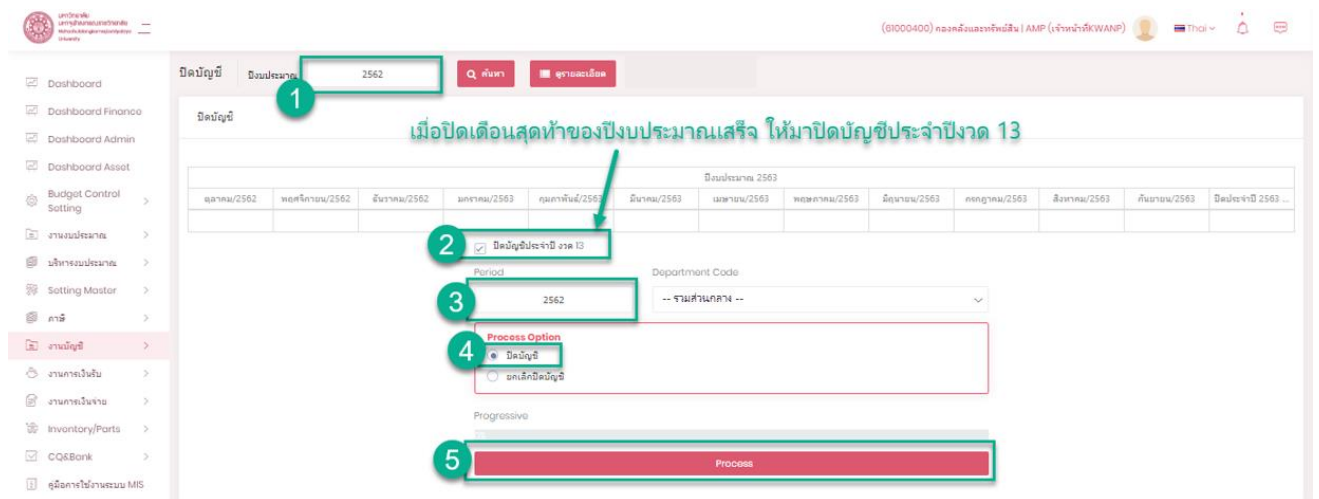 (61000400) กองคลังและทรัพย์สิน | AMP (เจ้าหน้าที่KWANP)
Thai
ปิดบัญชี
ปีงบประมาณ
2562
ค้นหา
ดูรายละเอียด
1
Dashboard
Dashboard Finance
Dashboard Admin
Dashboard Asset
Budget Control
Setting
งานงบประมาณ
บริหารงบประมาณ
Setting Master
ภาษี
งานบัญชี
งานการเงินรับ
งานการเงินจ่าย
Inventory/Parts
CQ&Bank
คู่มือการใช้งานระบบ MIS
ปิดบัญชี
เมื่อปิดเดือนสุดท้าของปีงบประมาณเสร็จ ให้มาปิดบัญชีประจำปีงวด 13
ปีงบประมาณ 2563
ตุลาคม/2562 พฤศจิกายน/2562 ธันวาคม/2562 มกราคม/2563 กุมภาพันธ์/2563 มีนาคม/2563 เมษายน/2563 พฤษภาคม/2563 มิถุนายน/2563 กรกฎาคม/2563 สิงหาคม/2563 กันยายน/2563 ปิดประจำปี 2563 ...
2
ปิดบัญชีประจำปี งวด 13
Period
Department Code
3
2562
-- รวมส่วนกลาง --
Process Option
4
ปิดบัญชี
ยกเลิกปิดบัญชี
Progressive
5
Process